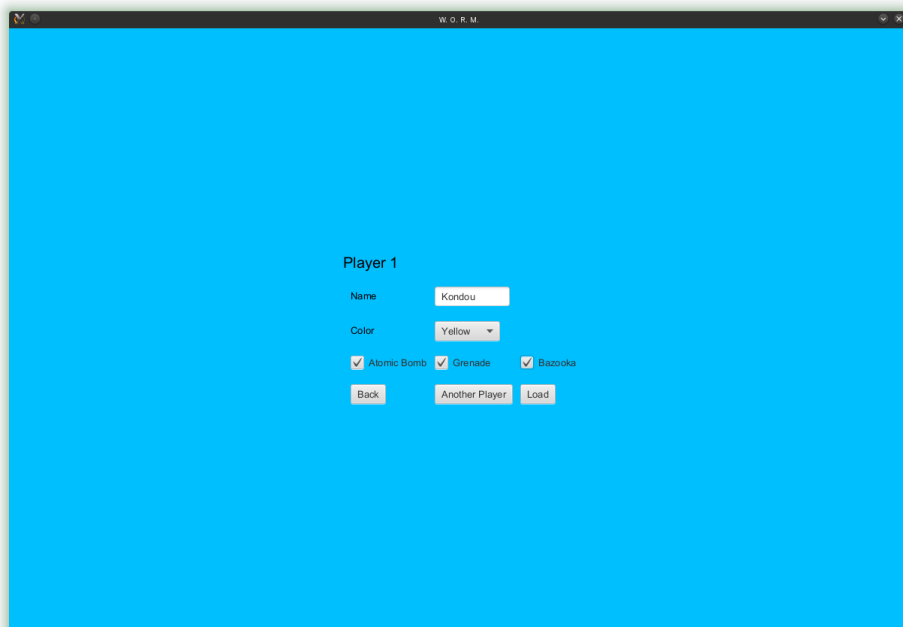 W. O. R. M.
Player 1
Name Kondou
Color Yellow
Atomic Bomb Grenade Bazooka
Back Another Player Load